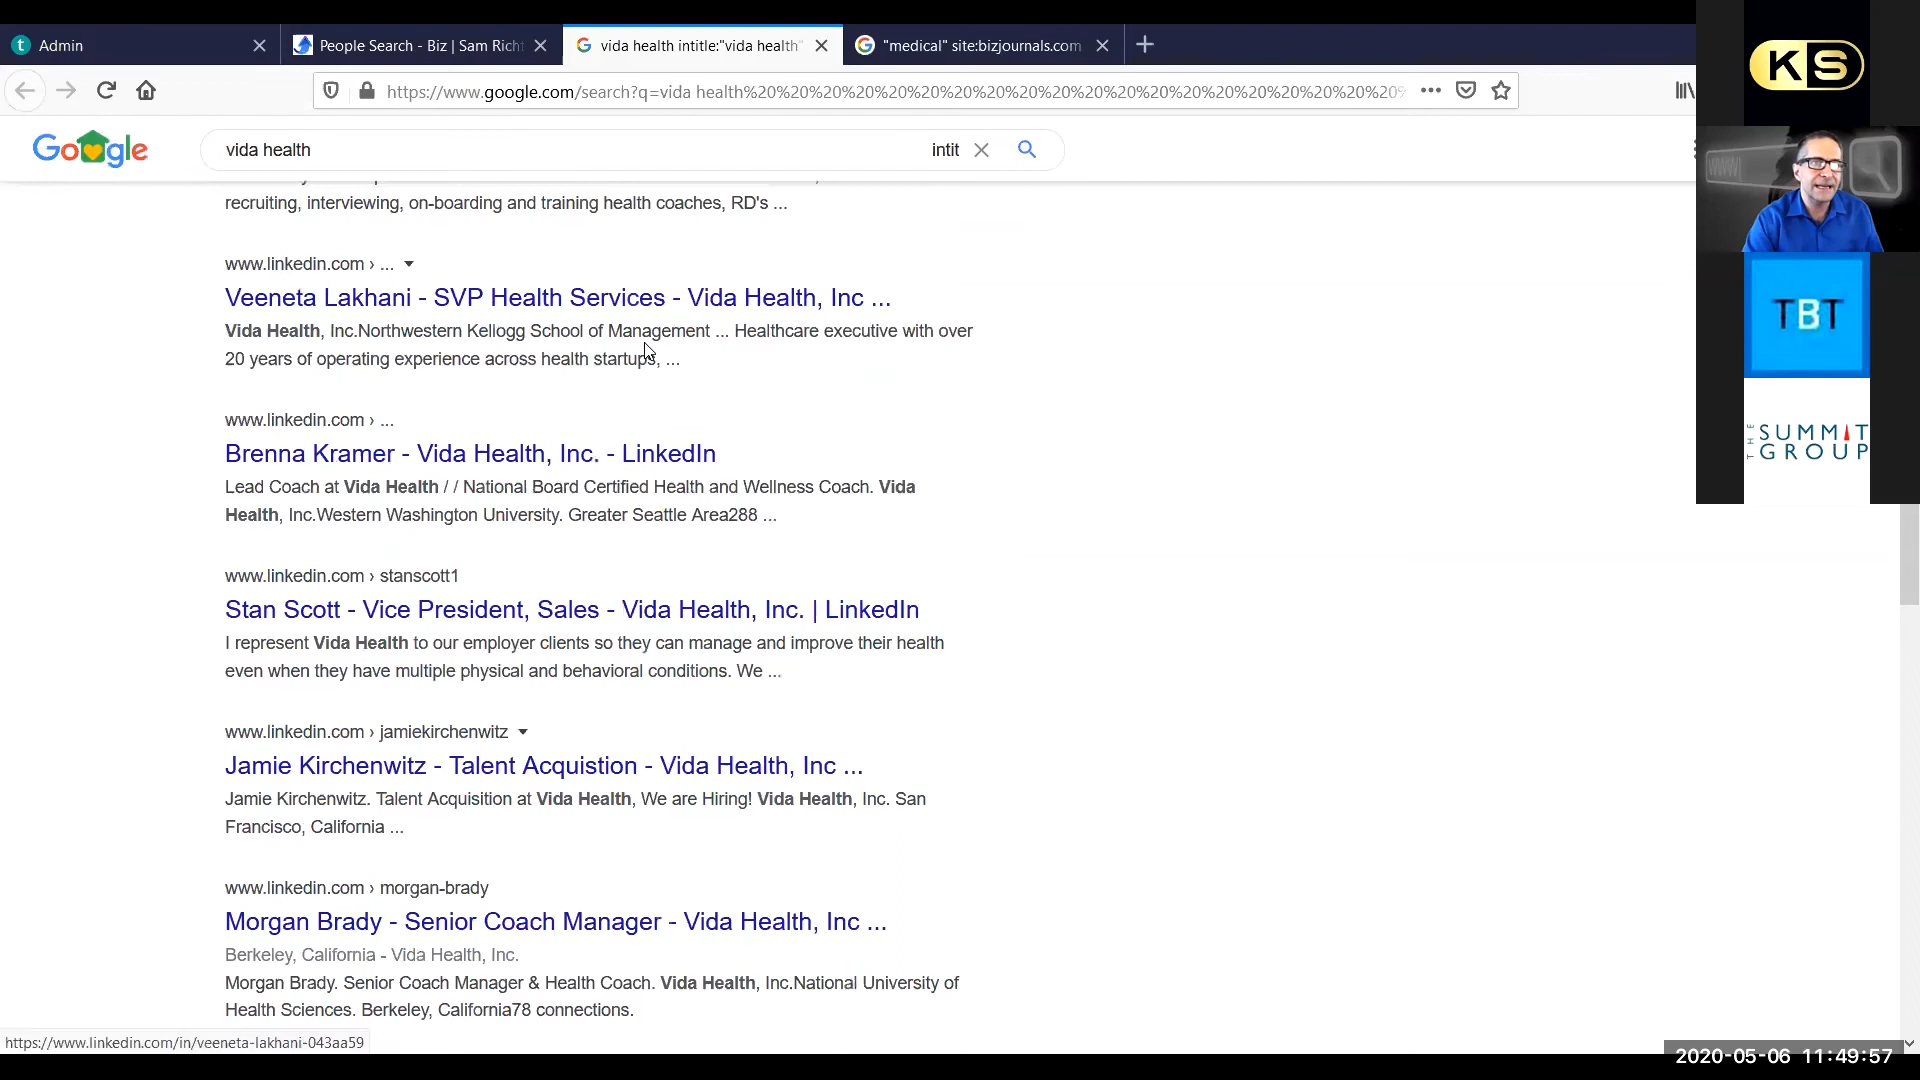 Admin
People Search - Biz | Sam Richt
vida health intitle:"vida health"
"medical" site:bizjournals.com
https://www.google.com/search?q=vida health%20%20%20%20%20%20%20%20%20%20%20%20%20%20%20%20%20%20%20
Google
vida health
intit
recruiting, interviewing, on-boarding and training health coaches, RD's ...
www.linkedin.com › ...
Veeneta Lakhani - SVP Health Services - Vida Health, Inc ...
Vida Health, Inc.Northwestern Kellogg School of Management ... Healthcare executive with over
20 years of operating experience across health startups, ...
www.linkedin.com › ...
Brenna Kramer - Vida Health, Inc. - LinkedIn
Lead Coach at Vida Health / / National Board Certified Health and Wellness Coach. Vida
Health, Inc.Western Washington University. Greater Seattle Area288 ...
www.linkedin.com › stanscott1
Stan Scott - Vice President, Sales - Vida Health, Inc. | LinkedIn
I represent Vida Health to our employer clients so they can manage and improve their health
even when they have multiple physical and behavioral conditions. We ...
www.linkedin.com › jamiekirchenwitz
Jamie Kirchenwitz - Talent Acquistion - Vida Health, Inc ...
Jamie Kirchenwitz. Talent Acquisition at Vida Health, We are Hiring! Vida Health, Inc. San
Francisco, California ...
www.linkedin.com › morgan-brady
Morgan Brady - Senior Coach Manager - Vida Health, Inc ...
Berkeley, California - Vida Health, Inc.
Morgan Brady. Senior Coach Manager & Health Coach. Vida Health, Inc.National University of
Health Sciences. Berkeley, California78 connections.
https://www.linkedin.com/in/veeneta-lakhani-043aa59
KS
TBT
THE SUMMIT
GROUP
2020-05-06 11:49:57